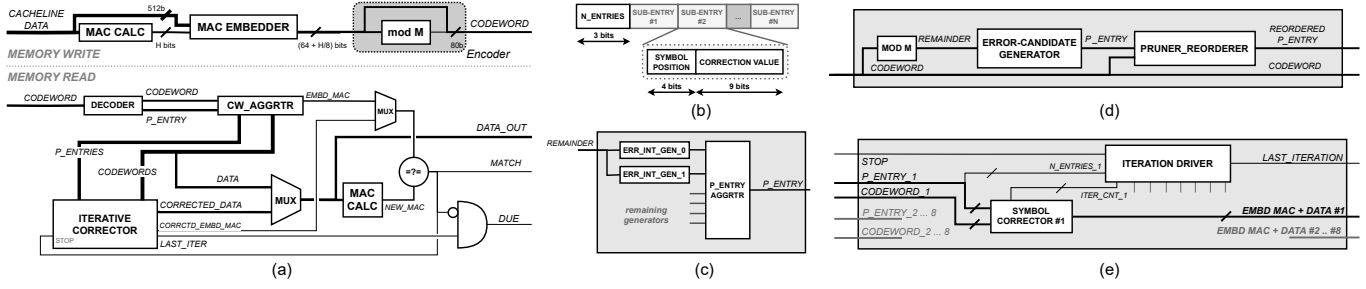 CACHELINE
DATA
512b
MAC CALC
H bits
MAC EMBEDDER
(64 + H/8) bits
mod M
80b
CODEWORD
Encoder
MEMORY WRITE
MEMORY READ
CODEWORD
DECODER
CODEWORD
P_ENTRY
CW_AGGRTR
EMBD_MAC
MUX
DATA_OUT
P_ENTRIES
CODEWORDS
=?=
MATCH
DATA
MUX
MAC
CALC
NEW_MAC
ITERATIVE
CORRECTOR
STOP
CORRECTED_DATA
CORRCTD_EMBD_MAC
LAST_ITER
DUE
(a)
N_ENTRIES
SUB-ENTRY
#1
SUB-ENTRY
#2
...
SUB-ENTRY
#N
3 bits
SYMBOL
POSITION
CORRECTION VALUE
4 bits
9 bits
(b)
REMAINDER
ERR_INT_GEN_0
ERR_INT_GEN_1
remaining
generators
P_ENTRY
AGGRTR
P_ENTRY
(c)
MOD M
REMAINDER
ERROR-CANDIDATE
GENERATOR
P_ENTRY
PRUNER_REORDERER
REORDERED
P_ENTRY
CODEWORD
CODEWORD
(d)
STOP
N_ENTRIES_1
ITERATION DRIVER
LAST_ITERATION
P_ENTRY_1
CODEWORD_1
ITER_CNT_1
P_ENTRY_2 ... 8
CODEWORD_2 ... 8
SYMBOL
CORRECTOR #1
EMBD MAC + DATA #1
EMBD MAC + DATA #2 .. #8
(e)